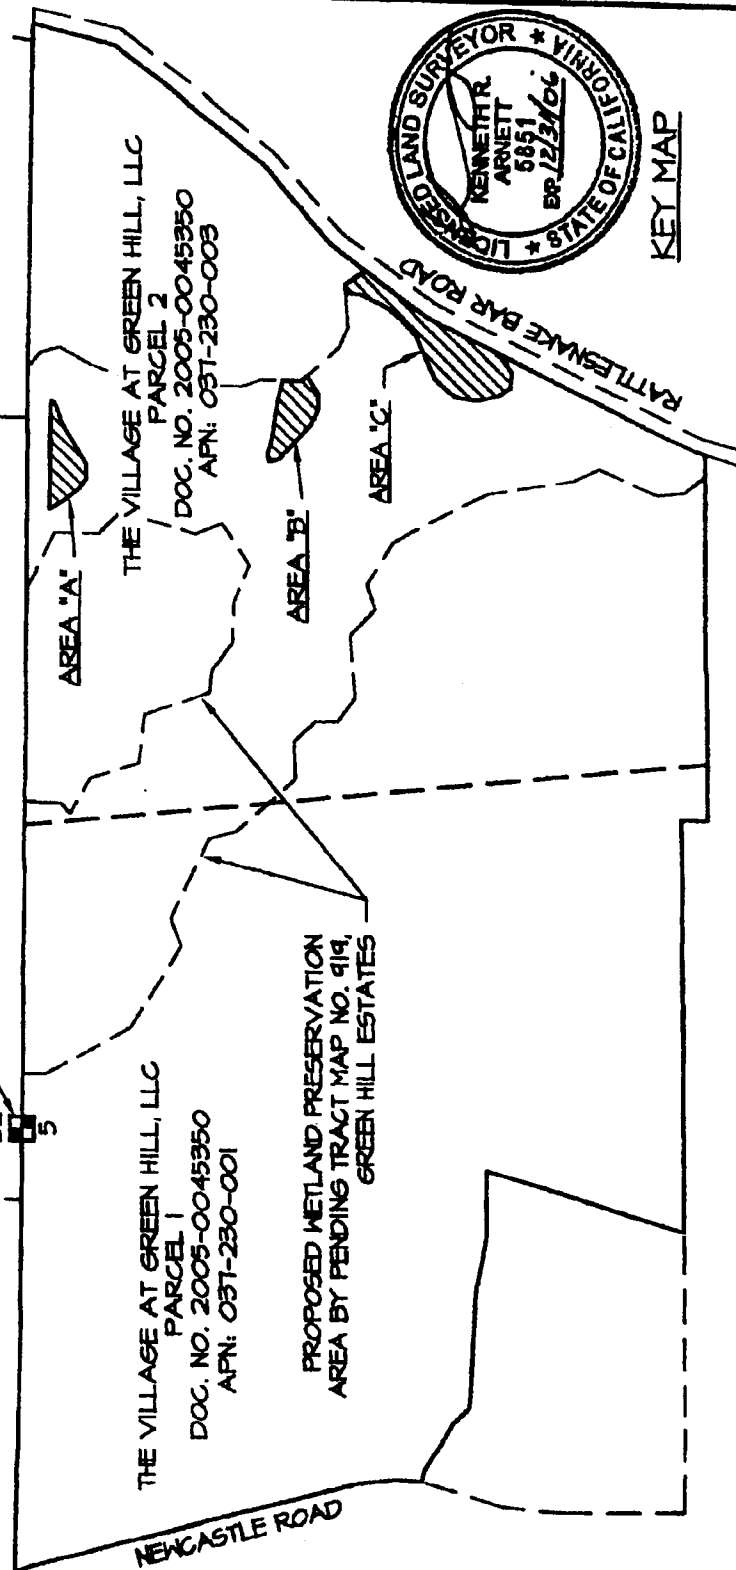 THE VILLAGE AT GREEN HILL, LLC
PARCEL 1
DOC. NO. 2005-0045350
APN: 037-230-001
5
NEWCASTLE ROAD
PROPOSED WETLAND PRESERVATION
AREA BY PENDING TRACT MAP NO. 919,
GREEN HILL ESTATES
THE VILLAGE AT GREEN HILL, LLC
PARCEL 2
DOC. NO. 2005-0045350
APN: 037-230-003
AREA "A"
AREA "B"
AREA "C"
RATTLESNAKE BAR ROAD
LICENSED LAND SURVEYOR
KENNETH R.
ARNETT
5851
EXP 12/31/06
STATE OF CALIFORNIA
KEY MAP